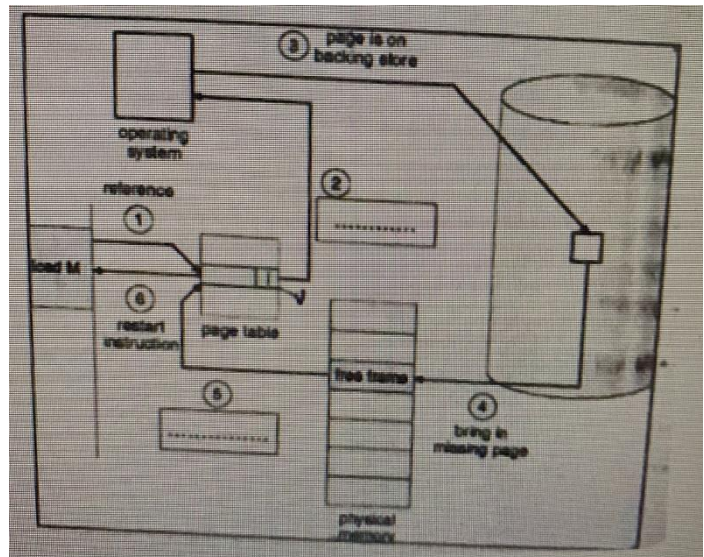 3
page is on
backing store
operating
system
reference
1
2
............
load M
i
6
restart
instruction
page table
5
..............
free frame
4
bring in
missing page
physical
memory